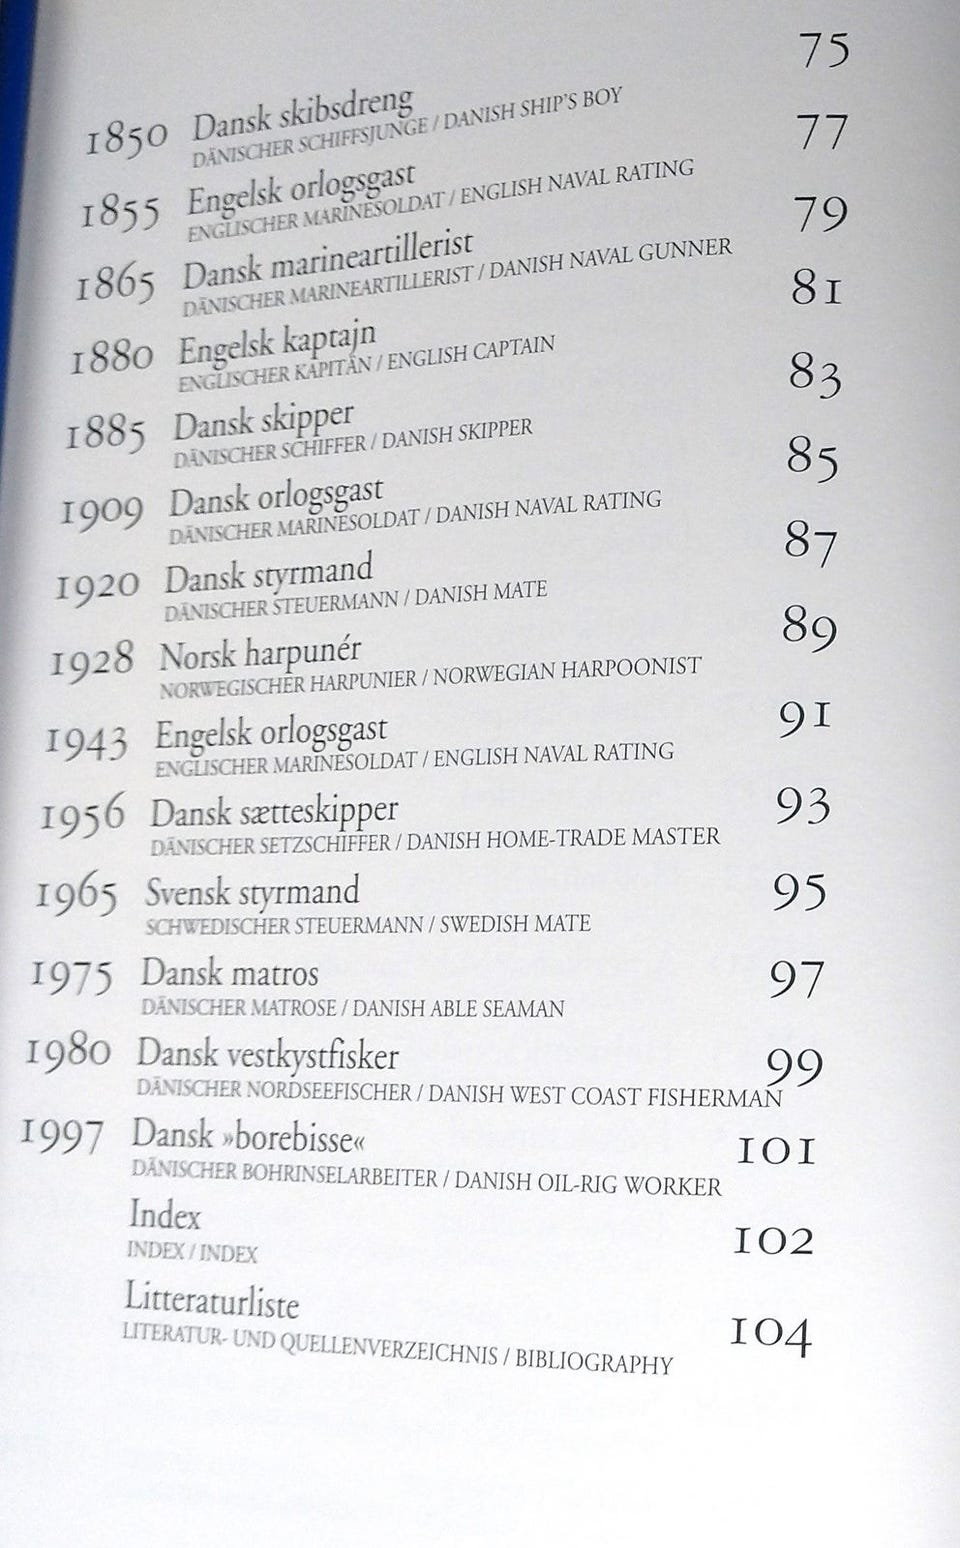 1850 Dansk skibsdreng 75
DÄNISCHER SCHIFFSJUNGE / DANISH SHIP'S BOY
1855 Engelsk orlogsgast 77
ENGLISCHER MARINESOLDAT / ENGLISH NAVAL RATING
1865 Dansk marineartillerist 79
DÄNISCHER MARINEARTILLERIST / DANISH NAVAL GUNNER
1880 Engelsk kaptajn 81
ENGLISCHER KAPITÄN / ENGLISH CAPTAIN
1885 Dansk skipper 83
DÄNISCHER SCHIFFER / DANISH SKIPPER
1909 Dansk orlogsgast 85
DÄNISCHER MARINESOLDAT / DANISH NAVAL RATING
1920 Dansk styrmand 87
DÄNISCHER STEUERMANN / DANISH MATE
1928 Norsk harpunér 89
NORWEGISCHER HARPUNIER / NORWEGIAN HARPOONIST
1943 Engelsk orlogsgast 91
ENGLISCHER MARINESOLDAT / ENGLISH NAVAL RATING
1956 Dansk sætteskipper 93
DÄNISCHER SETZSCHIFFER / DANISH HOME-TRADE MASTER
1965 Svensk styrmand 95
SCHWEDISCHER STEUERMANN / SWEDISH MATE
1975 Dansk matros 97
DÄNISCHER MATROSE / DANISH ABLE SEAMAN
1980 Dansk vestkystfisker 99
DÄNISCHER NORDSEEFISCHER / DANISH WEST COAST FISHERMAN
1997 Dansk »borebisse« 101
DÄNISCHER BOHRINSELARBEITER / DANISH OIL-RIG WORKER
Index 102
INDEX / INDEX
Litteraturliste 104
LITERATUR- UND QUELLENVERZEICHNIS / BIBLIOGRAPHY